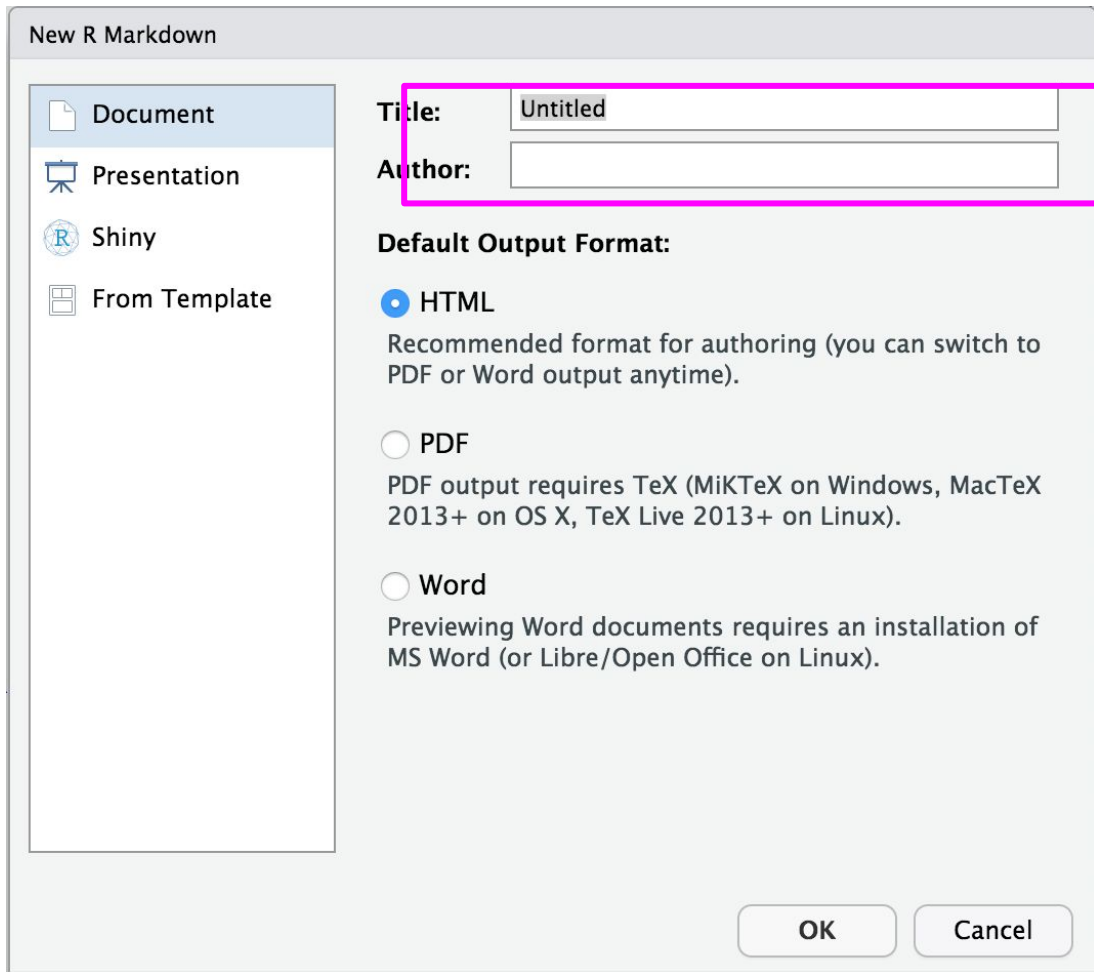 New R Markdown
Document
Presentation
R Shiny
From Template
Title: Untitled
Author:
Default Output Format:
HTML
Recommended format for authoring (you can switch to
PDF or Word output anytime).
PDF
PDF output requires TeX (MiKTeX on Windows, MacTeX
2013+ on OS X, TeX Live 2013+ on Linux).
Word
Previewing Word documents requires an installation of
MS Word (or Libre/Open Office on Linux).
OK Cancel